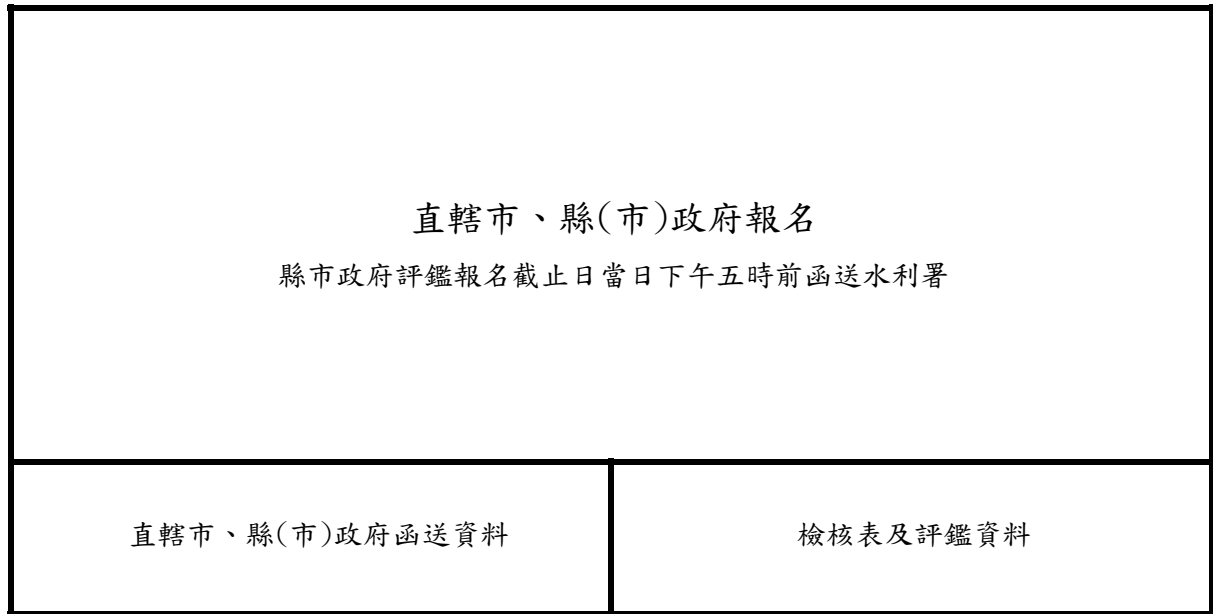 直轄市、縣(市)政府報名
縣市政府評鑑報名截止日當日下午五時前函送水利署
直轄市、縣(市)政府函送資料
檢核表及評鑑資料